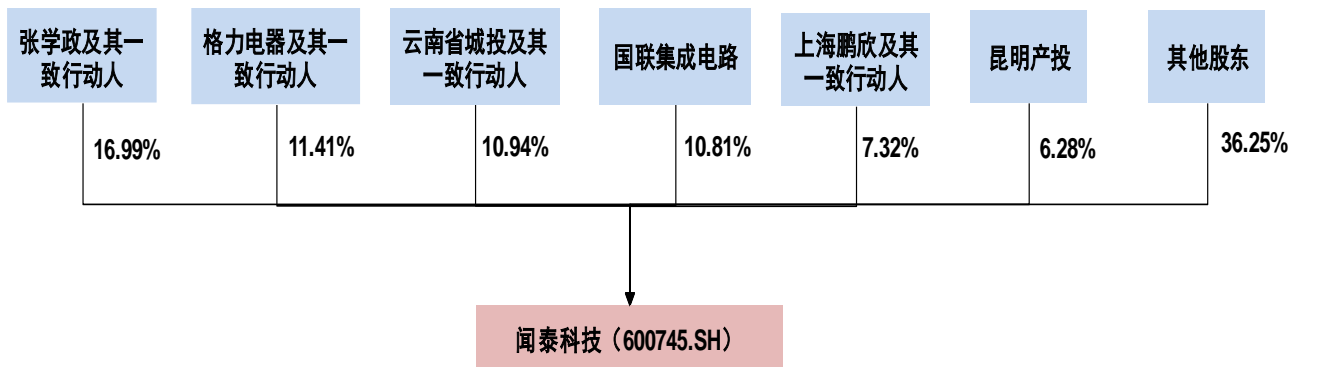 张学政及其一
致行动人
格力电器及其一
致行动人
云南省城投及其
一致行动人
国联集成电路
上海鹏欣及其
一致行动人
昆明产投
其他股东
16.99%
11.41%
10.94%
10.81%
7.32%
6.28%
36.25%
闻泰科技（600745.SH）